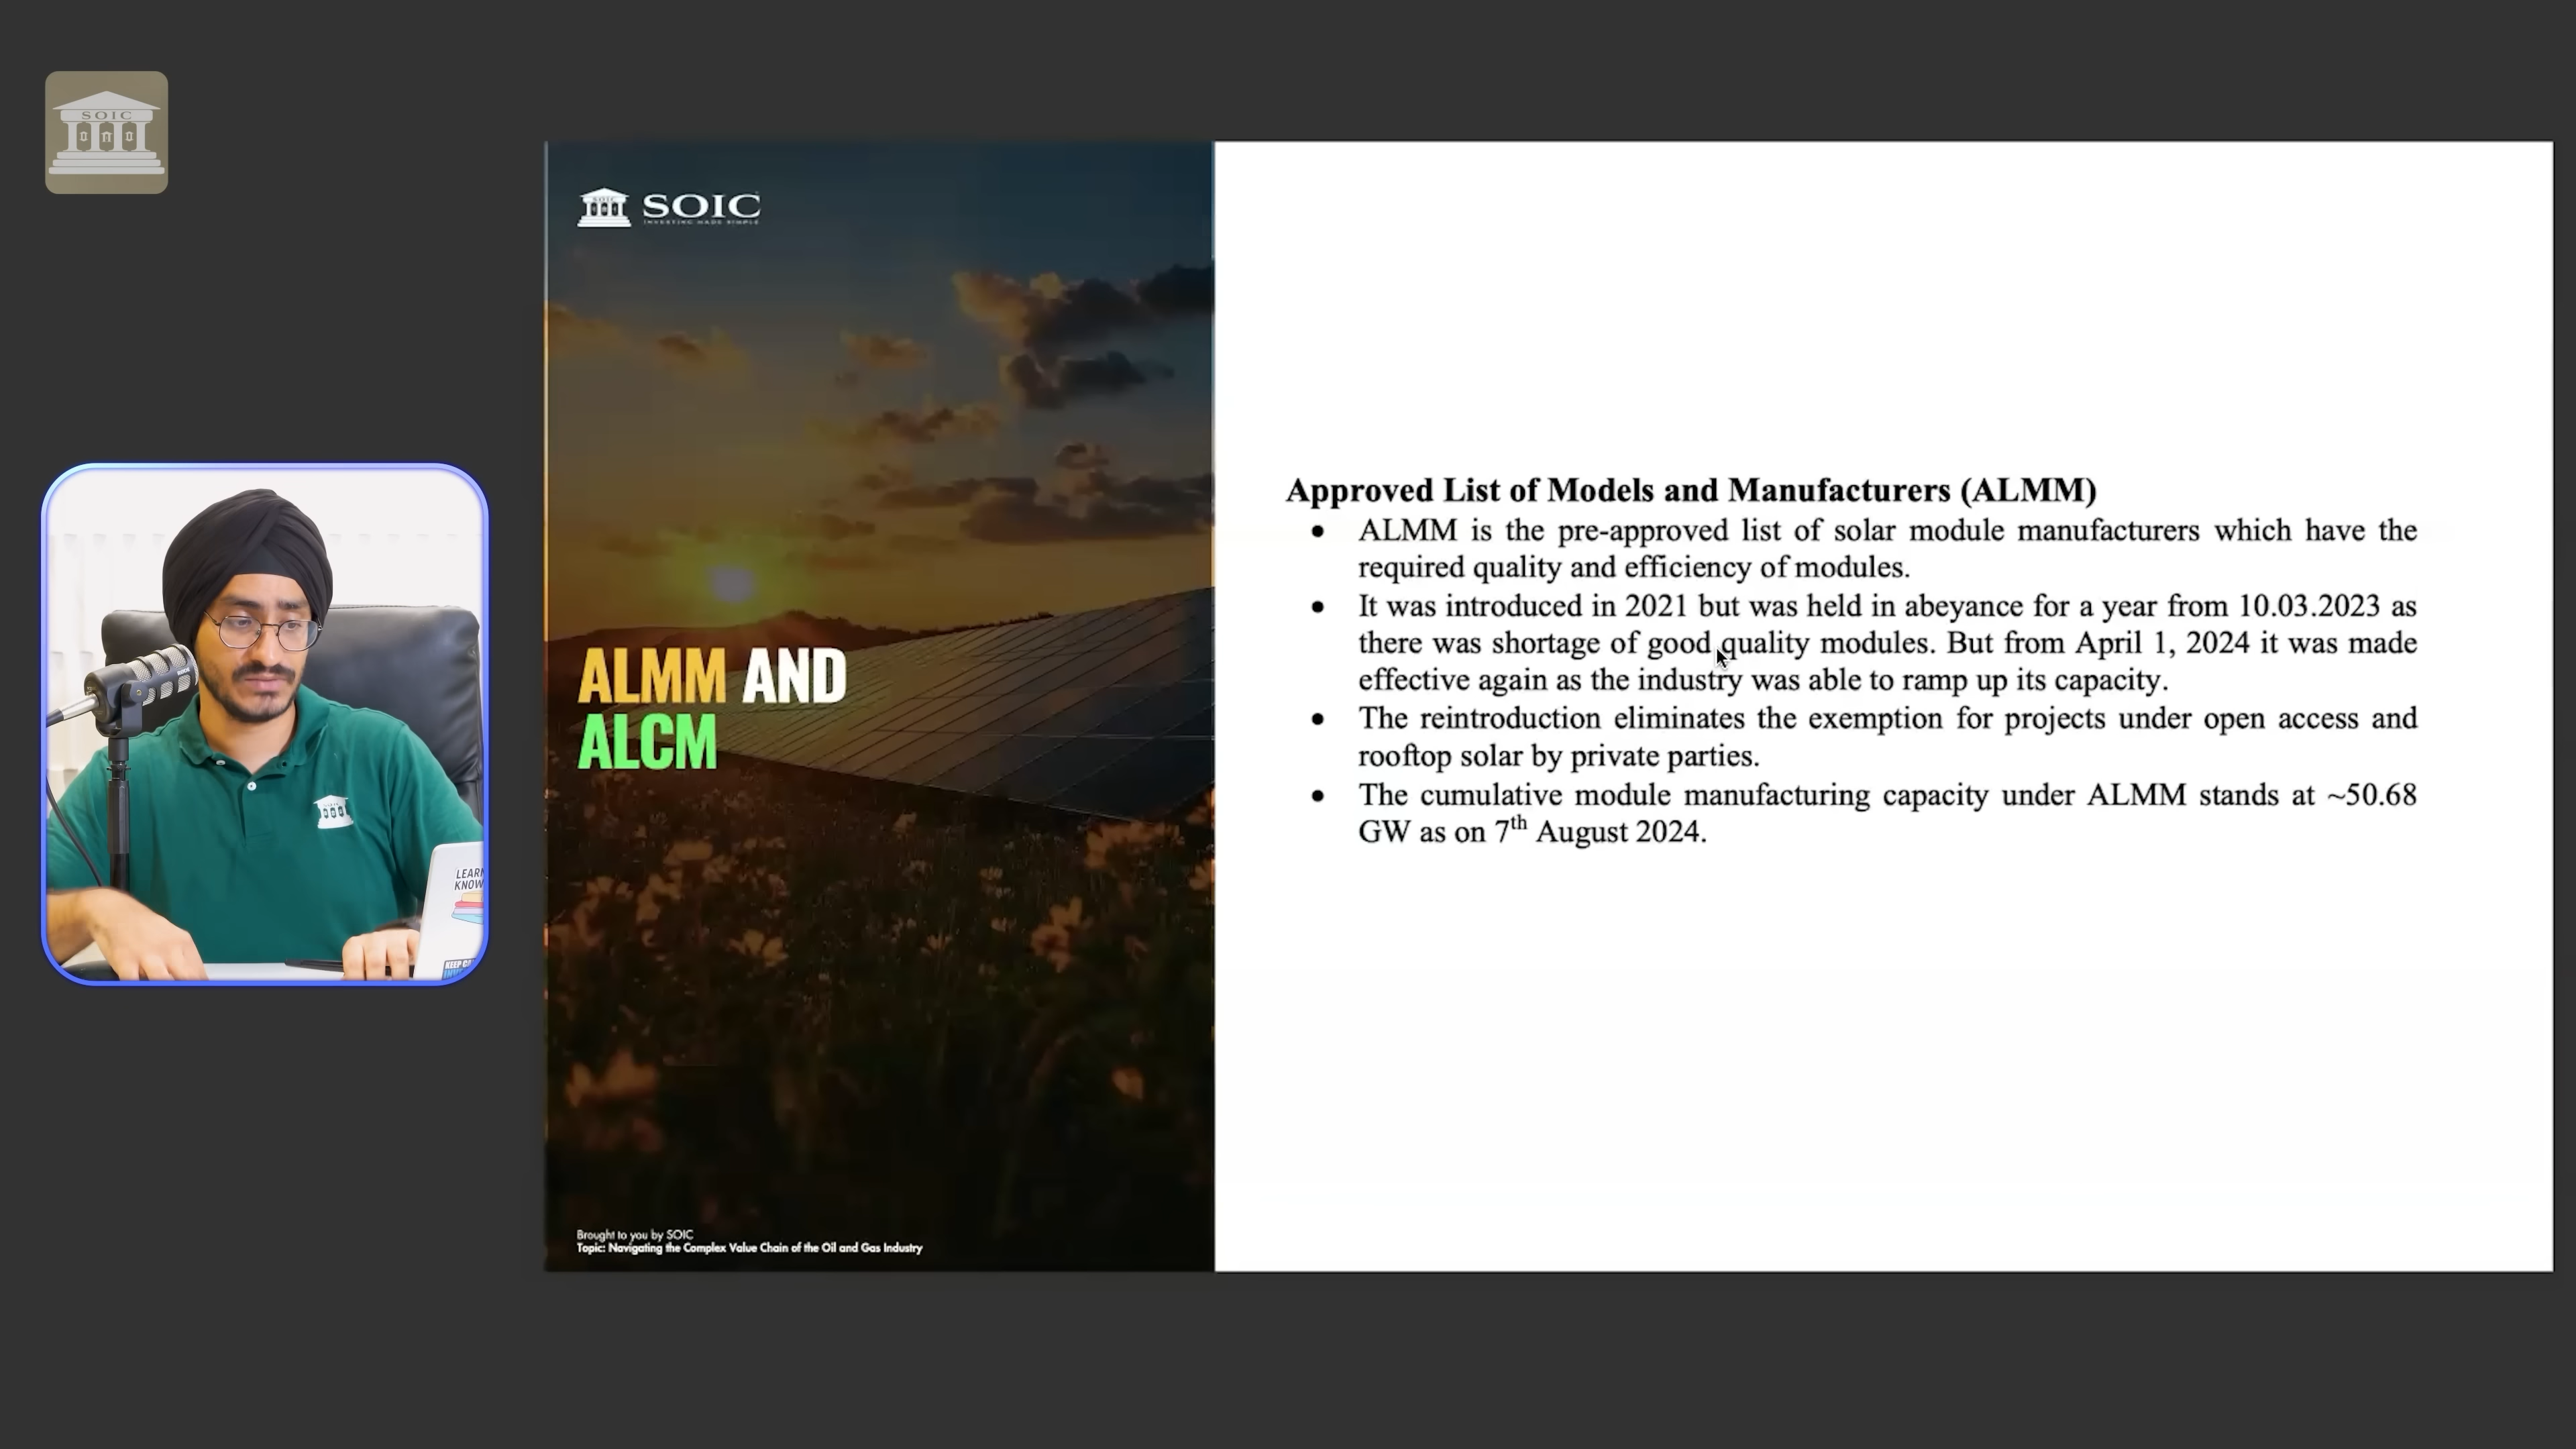 SOIC
SOIC
SOIC
INVESTING MADE SIMPLE
ALMM AND
ALCM
Approved List of Models and Manufacturers (ALMM)
• ALMM is the pre-approved list of solar module manufacturers which have the
required quality and efficiency of modules.
• It was introduced in 2021 but was held in abeyance for a year from 10.03.2023 as
there was shortage of good quality modules. But from April 1, 2024 it was made
effective again as the industry was able to ramp up its capacity.
• The reintroduction eliminates the exemption for projects under open access and
rooftop solar by private parties.
• The cumulative module manufacturing capacity under ALMM stands at ~50.68
GW as on 7th August 2024.
LEARN
KNOW
KEEP CA
Brought to you by SOIC
Topic: Navigating the Complex Value Chain of the Oil and Gas Industry